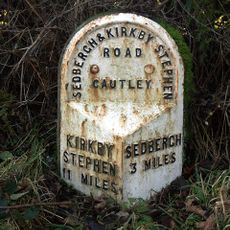 SEDBERGH & KIRKBY STEPHEN
ROAD
CAUTLEY
KIRKBY
STEPHEN
11 MILES
SEDBERGH
3 MILES